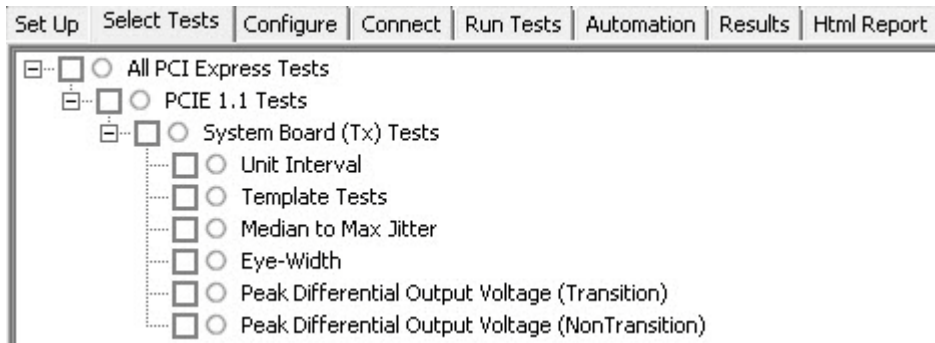 Set Up Select Tests Configure Connect Run Tests Automation Results Html Report
All PCI Express Tests
PCIE 1.1 Tests
System Board (Tx) Tests
Unit Interval
Template Tests
Median to Max Jitter
Eye-Width
Peak Differential Output Voltage (Transition)
Peak Differential Output Voltage (NonTransition)